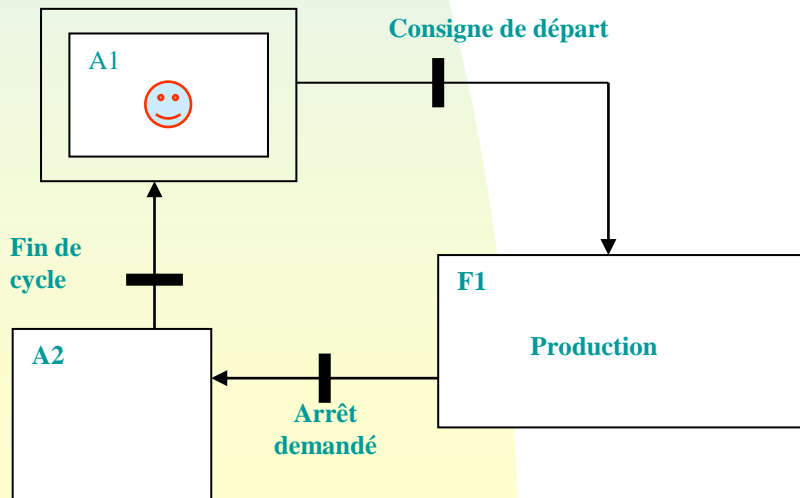 Consigne de départ
A1
Fin de
cycle
F1
Production
A2
Arrêt
demandé